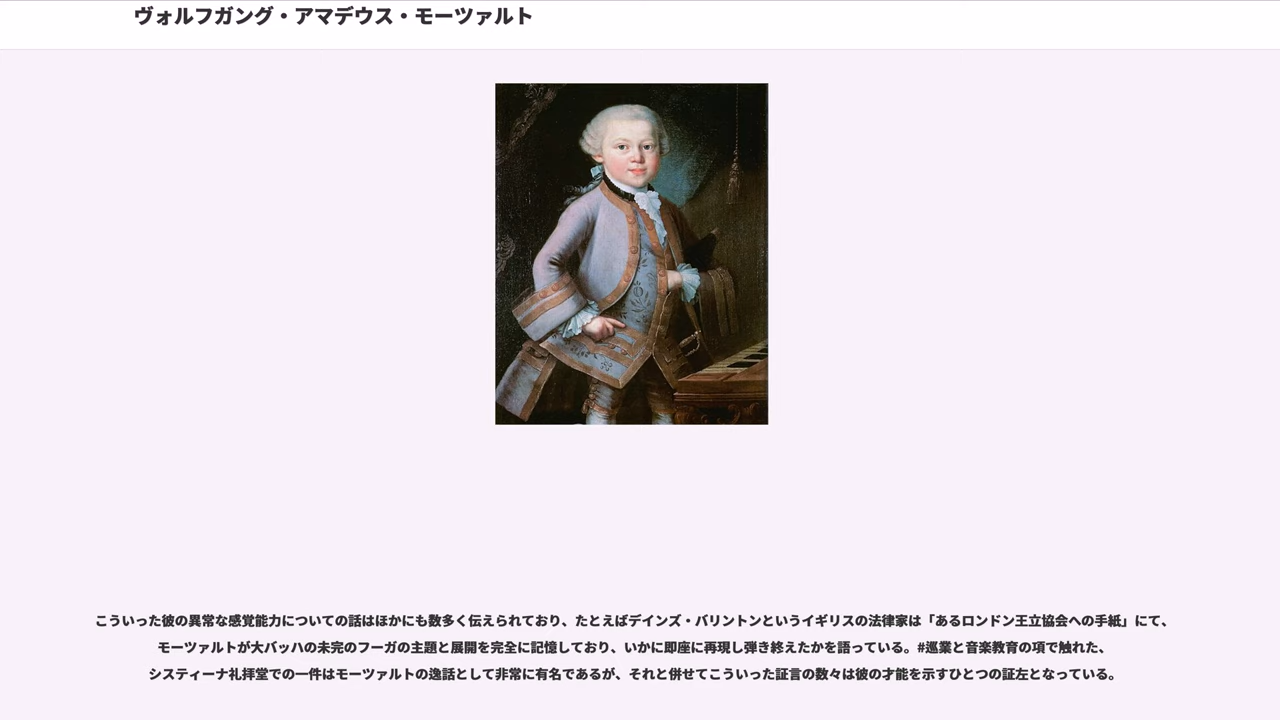 ヴォルフガング・アマデウス・モーツァルト
こういった彼の異常な感覚能力についての話はほかにも数多く伝えられており、たとえばデインズ・バリントンというイギリスの法律家は「あるロンドン王立協会への手紙」にて、
モーツァルトが大バッハの未完のフーガの主題と展開を完全に記憶しており、いかに即座に再現し弾き終えたかを語っている。#巡業と音楽教育の項で触れた、
システィーナ礼拝堂での一件はモーツァルトの逸話として非常に有名であるが、それと併せてこういった証言の数々は彼の才能を示すひとつの証左となっている。